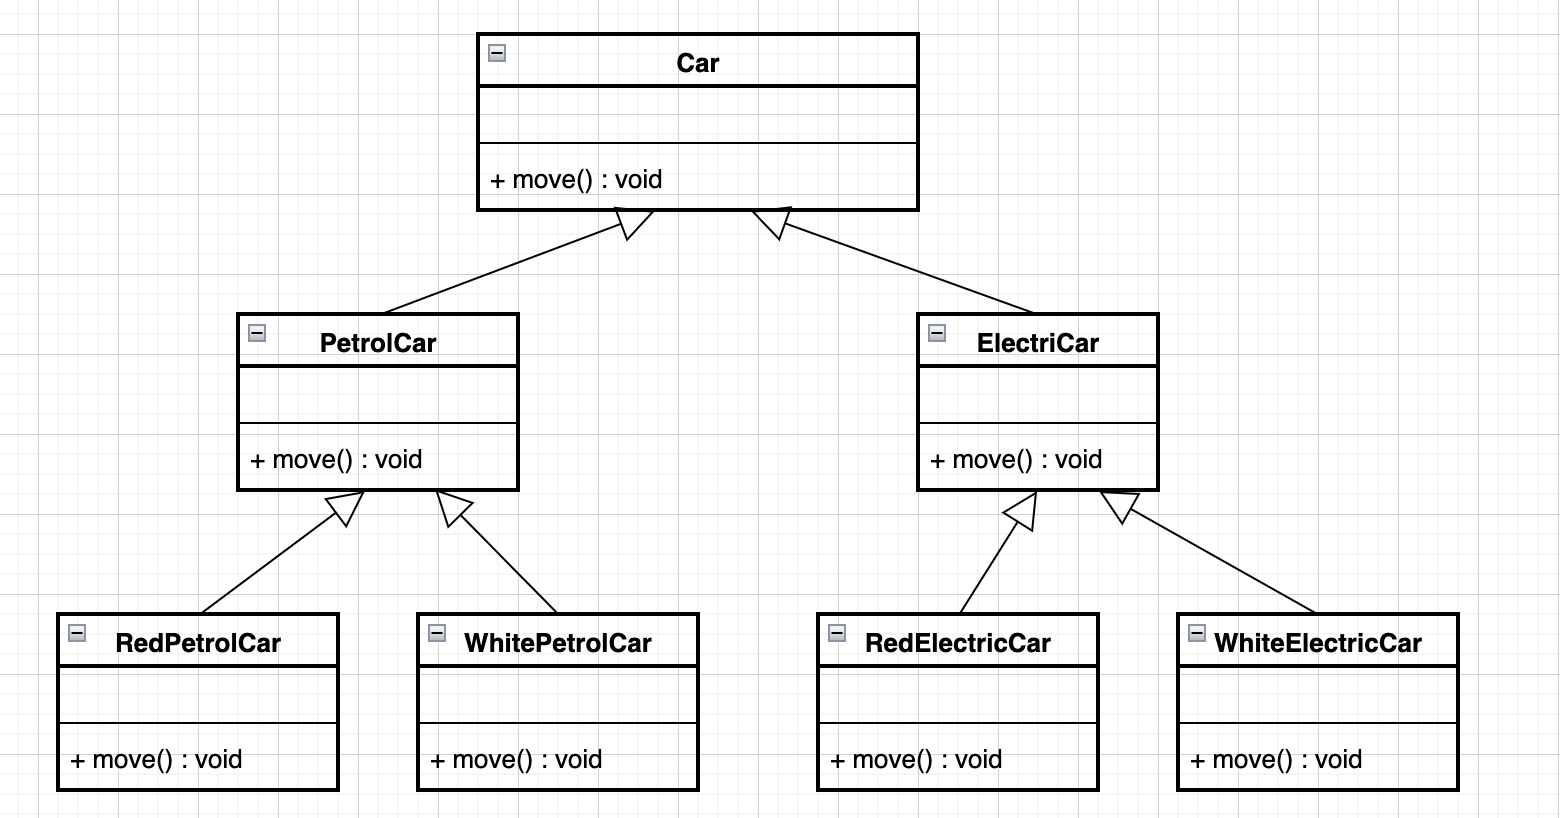 Car
+ move() : void
PetrolCar
+ move() : void
ElectriCar
+ move() : void
RedPetrolCar
+ move() : void
WhitePetrolCar
+ move() : void
RedElectricCar
+ move() : void
WhiteElectricCar
+ move() : void